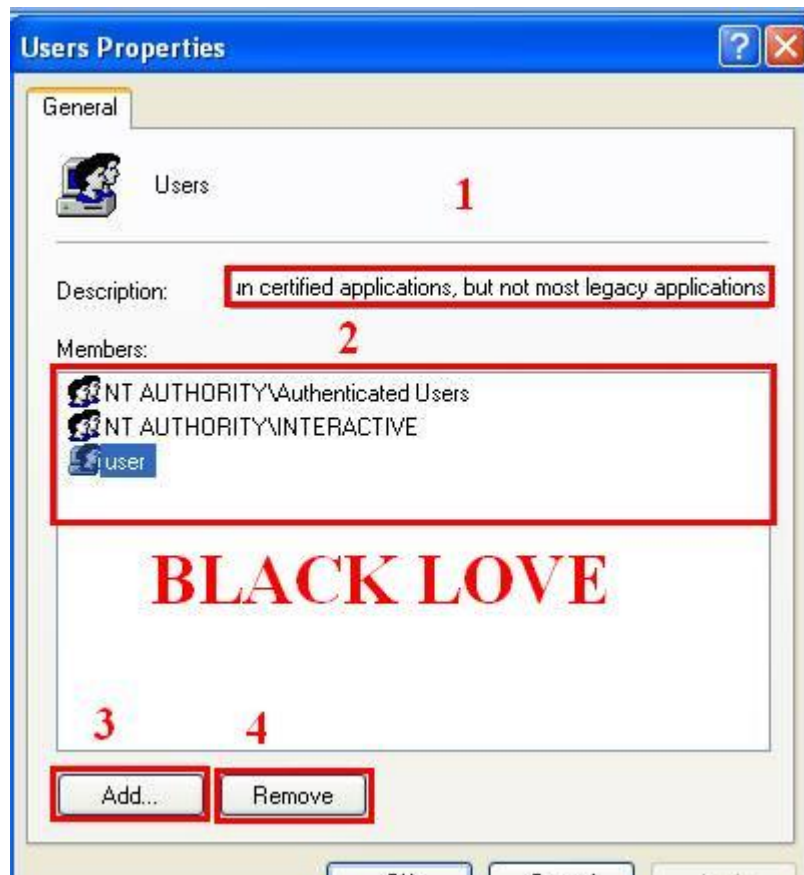 Users Properties
General
Users
1
Description: un certified applications, but not most legacy applications
2
Members:
NT AUTHORITY\Authenticated Users
NT AUTHORITY\INTERACTIVE
user
BLACK LOVE
3 4
Add... Remove